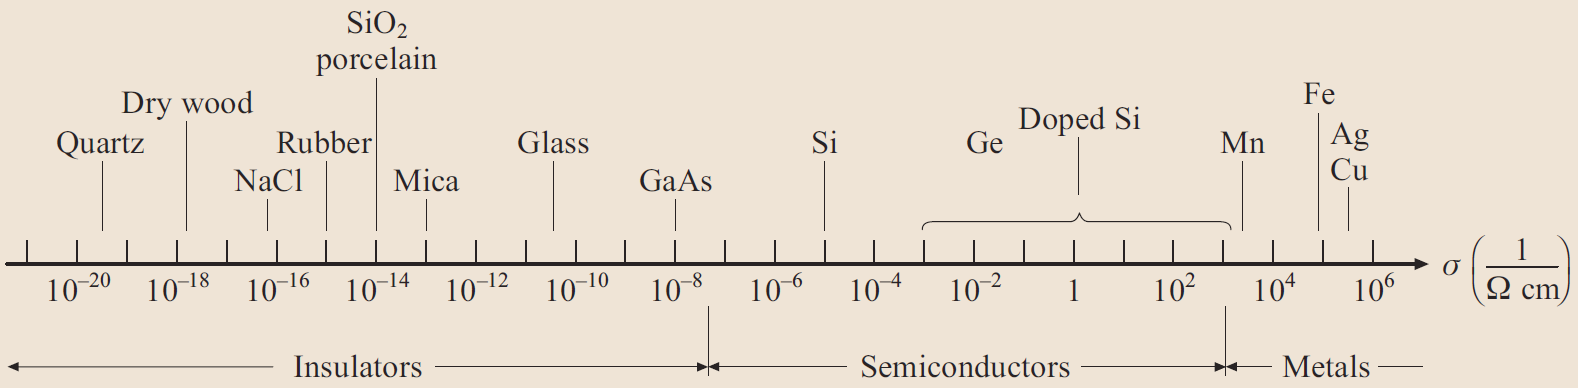 SiO₂
porcelain
Fe
Dry wood
Doped Si
Ag
Quartz
Rubber
Glass
Si
Ge
Mn
Cu
NaCl
Mica
GaAs
10⁻²⁰ 10⁻¹⁸ 10⁻¹⁶ 10⁻¹⁴ 10⁻¹² 10⁻¹⁰ 10⁻⁸ 10⁻⁶ 10⁻⁴ 10⁻² 1 10² 10⁴ 10⁶
σ (1/Ω cm)
Insulators
Semiconductors
Metals